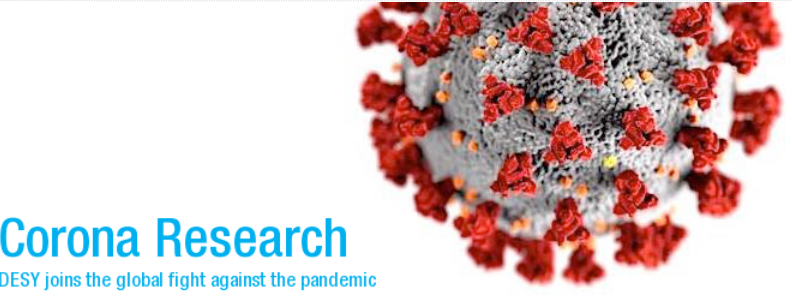 Corona Research
DESY joins the global fight against the pandemic